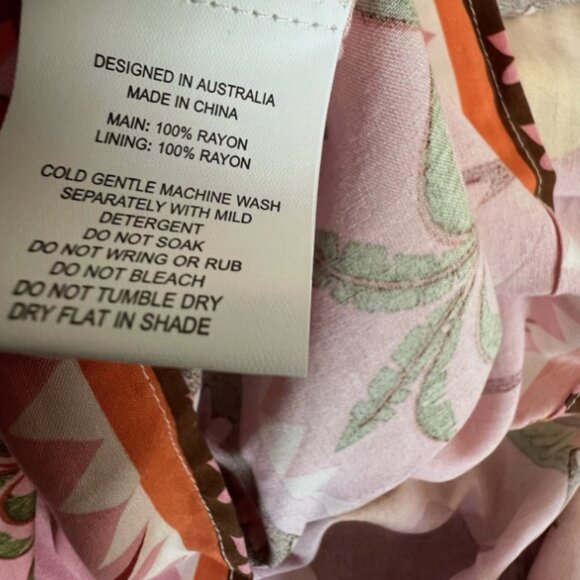 DESIGNED IN AUSTRALIA
MADE IN CHINA
MAIN: 100% RAYON
LINING: 100% RAYON
COLD GENTLE MACHINE WASH
SEPARATELY WITH MILD
DETERGENT
DO NOT SOAK
DO NOT WRING OR RUB
DO NOT BLEACH
DO NOT TUMBLE DRY
DRY FLAT IN SHADE